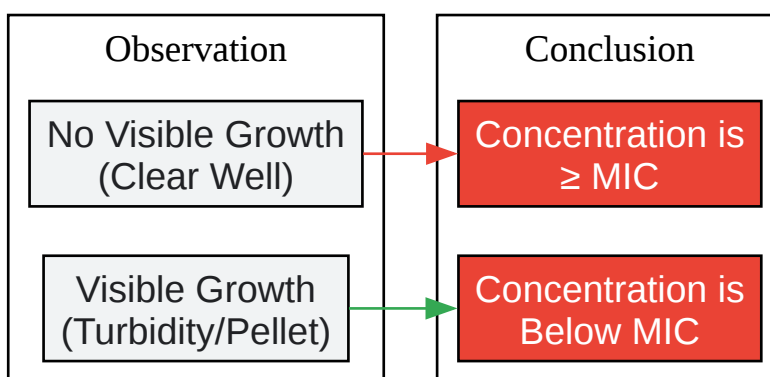 Observation
No Visible Growth
(Clear Well)
Visible Growth
(Turbidity/Pellet)
Conclusion
Concentration is
≥ MIC
Concentration is
Below MIC